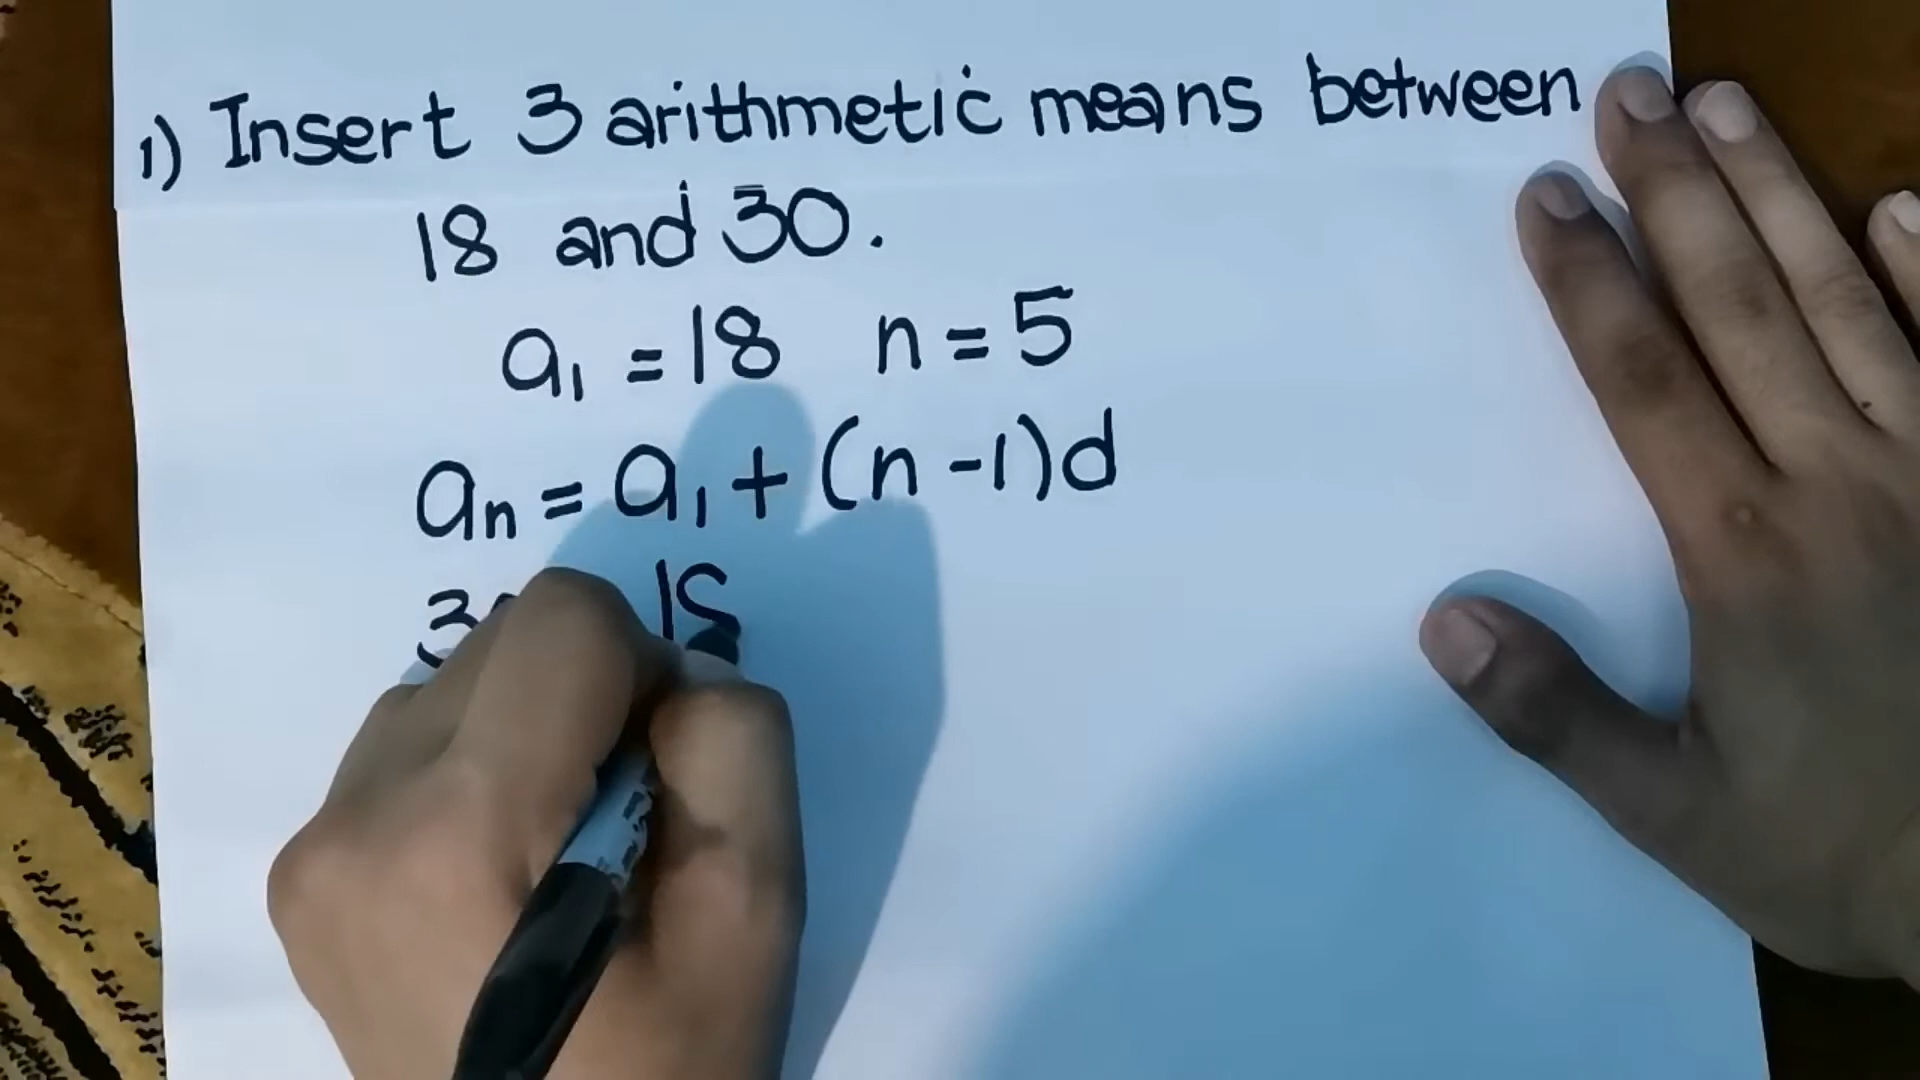 1) Insert 3 arithmetic means between
18 and 30.
a₁ = 18 n = 5
aₙ = a₁ + (n - 1)d